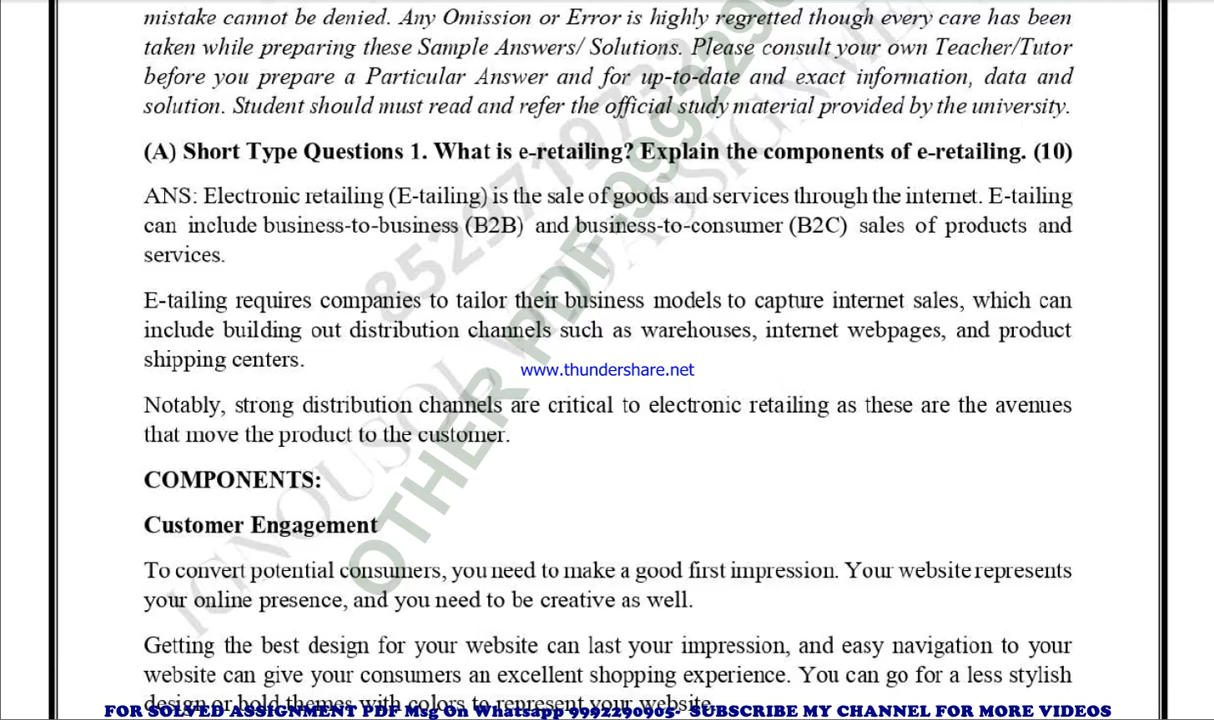 mistake cannot be denied. Any Omission or Error is highly regretted though every care has been
taken while preparing these Sample Answers/ Solutions. Please consult your own Teacher/Tutor
before you prepare a Particular Answer and for up-to-date and exact information, data and
solution. Student should must read and refer the official study material provided by the university.
(A) Short Type Questions 1. What is e-retailing? Explain the components of e-retailing. (10)
ANS: Electronic retailing (E-tailing) is the sale of goods and services through the internet. E-tailing
can include business-to-business (B2B) and business-to-consumer (B2C) sales of products and
services.
E-tailing requires companies to tailor their business models to capture internet sales, which can
include building out distribution channels such as warehouses, internet webpages, and product
shipping centers.
www.thundershare.net
Notably, strong distribution channels are critical to electronic retailing as these are the avenues
that move the product to the customer.
COMPONENTS:
Customer Engagement
To convert potential consumers, you need to make a good first impression. Your website represents
your online presence, and you need to be creative as well.
Getting the best design for your website can last your impression, and easy navigation to your
website can give your consumers an excellent shopping experience. You can go for a less stylish
design or bold themes with colors to represent your website.
FOR SOLVED ASSIGNMENT PDF Msg On Whatsapp 9992290905- SUBSCRIBE MY CHANNEL FOR MORE VIDEOS
OTHER PDF